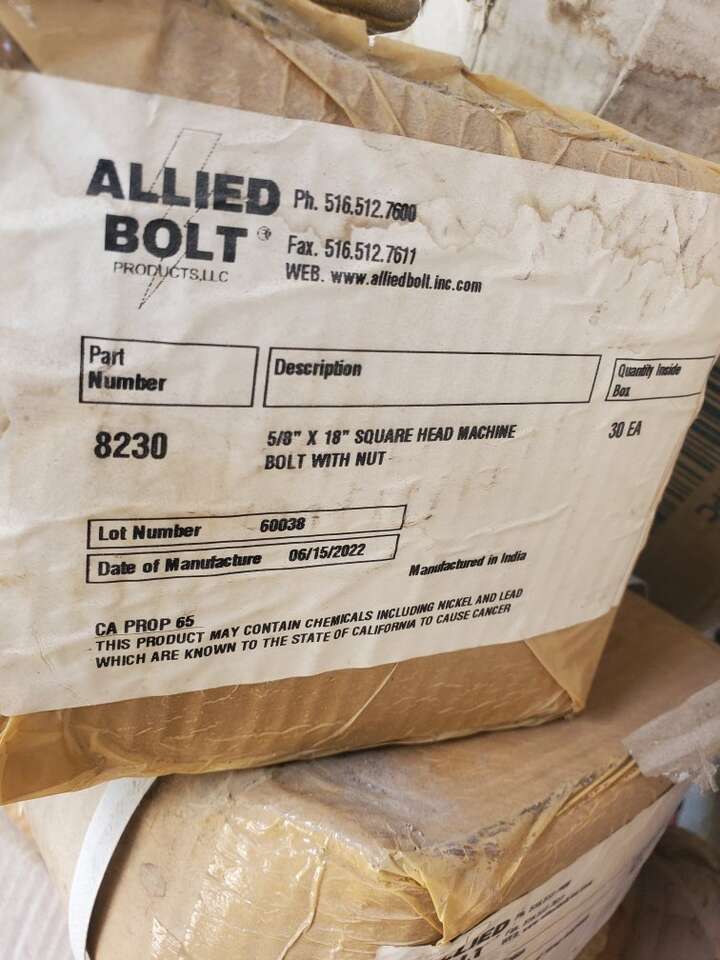 ALLIED
BOLT ®
PRODUCTS,LLC
Ph. 516.512.7600
Fax. 516.512.7611
WEB. www.alliedbolt.inc.com
Part
Number
Description
Quantity Inside
Box
8230
5/8" X 18" SQUARE HEAD MACHINE
BOLT WITH NUT
30 EA
Lot Number 60038
Date of Manufacture 06/15/2022
Manufactured in India
CA PROP 65
THIS PRODUCT MAY CONTAIN CHEMICALS INCLUDING NICKEL AND LEAD
WHICH ARE KNOWN TO THE STATE OF CALIFORNIA TO CAUSE CANCER
LLIED